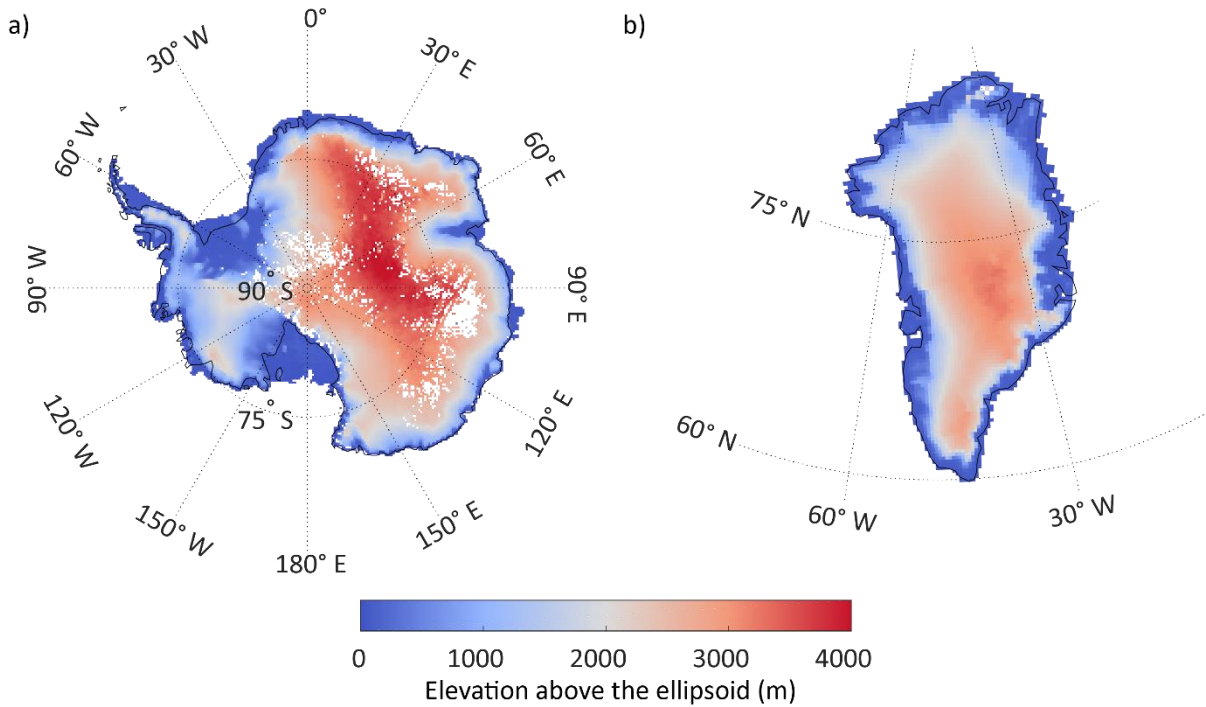 a)
0°
30° W
30° E
60° W
60° E
90° W
90° S
90° E
120° W
75° S
120° E
150° W
150° E
180° E
b)
75° N
60° N
60° W
30° W
0 1000 2000 3000 4000
Elevation above the ellipsoid (m)